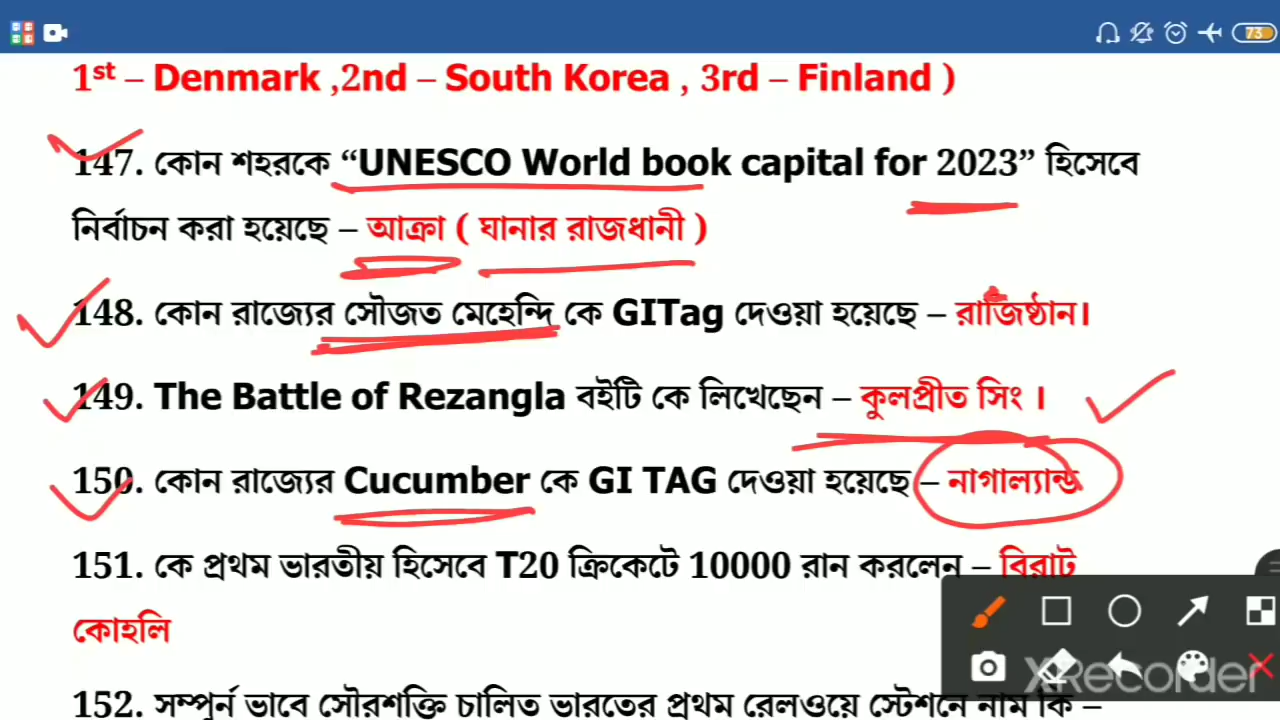 73
1st – Denmark ,2nd – South Korea , 3rd – Finland )
147. কোন শহরকে “UNESCO World book capital for 2023” হিসেবে
নির্বাচন করা হয়েছে – আক্রা ( ঘানার রাজধানী )
148. কোন রাজ্যের সৌজত মেহেন্দি কে GITag দেওয়া হয়েছে – রাজিষ্ঠান।
149. The Battle of Rezangla বইটি কে লিখেছেন – কুলপ্রীত সিং ।
150. কোন রাজ্যের Cucumber কে GI TAG দেওয়া হয়েছে – নাগাল্যান্ড
151. কে প্রথম ভারতীয় হিসেবে T20 ক্রিকেটে 10000 রান করলেন – বিরাট
কোহলি
XRecorder
152. সম্পূর্ন ভাবে সৌরশক্তি চালিত ভারতের প্রথম রেলওয়ে স্টেশনে নাম কি –